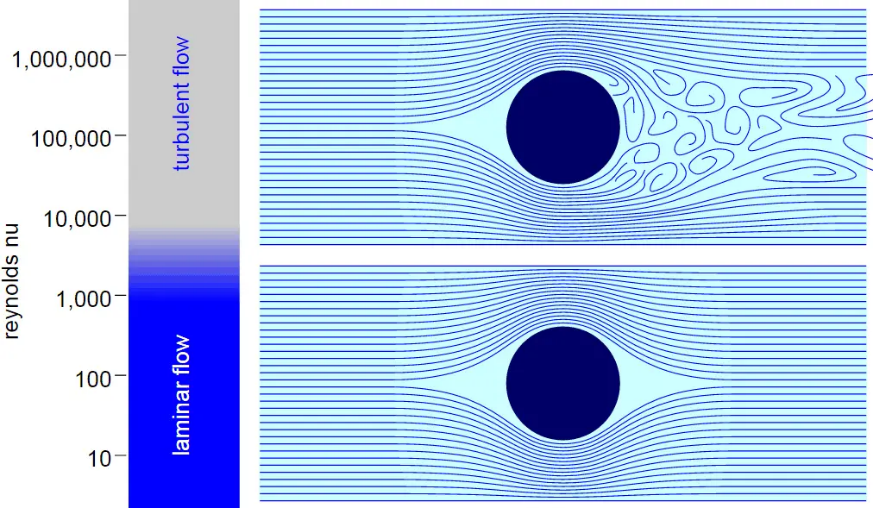 1,000,000
100,000
10,000
1,000
100
10
reynolds nu
turbulent flow
laminar flow